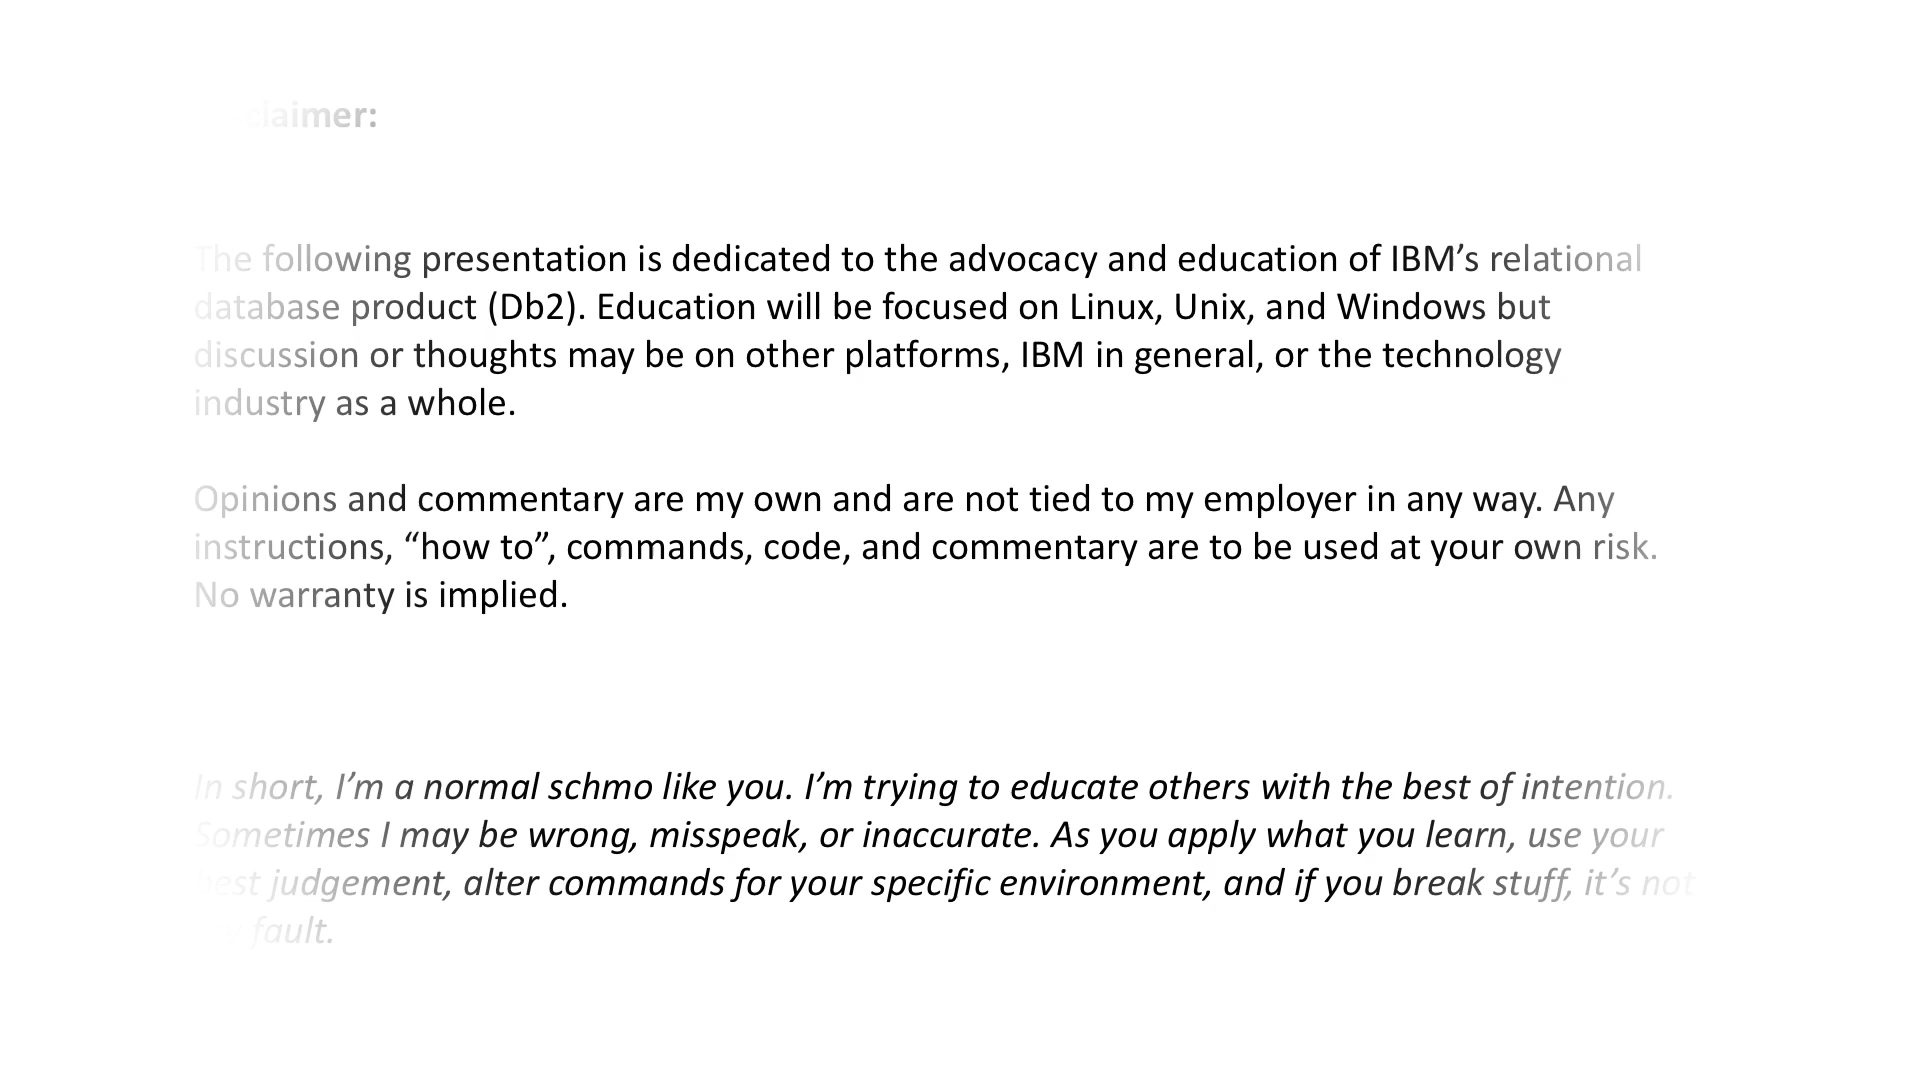 claimer:
The following presentation is dedicated to the advocacy and education of IBM’s relational
database product (Db2). Education will be focused on Linux, Unix, and Windows but
discussion or thoughts may be on other platforms, IBM in general, or the technology
industry as a whole.
Opinions and commentary are my own and are not tied to my employer in any way. Any
instructions, “how to”, commands, code, and commentary are to be used at your own risk.
No warranty is implied.
In short, I’m a normal schmo like you. I’m trying to educate others with the best of intention.
Sometimes I may be wrong, misspeak, or inaccurate. As you apply what you learn, use your
best judgement, alter commands for your specific environment, and if you break stuff, it’s not
fault.